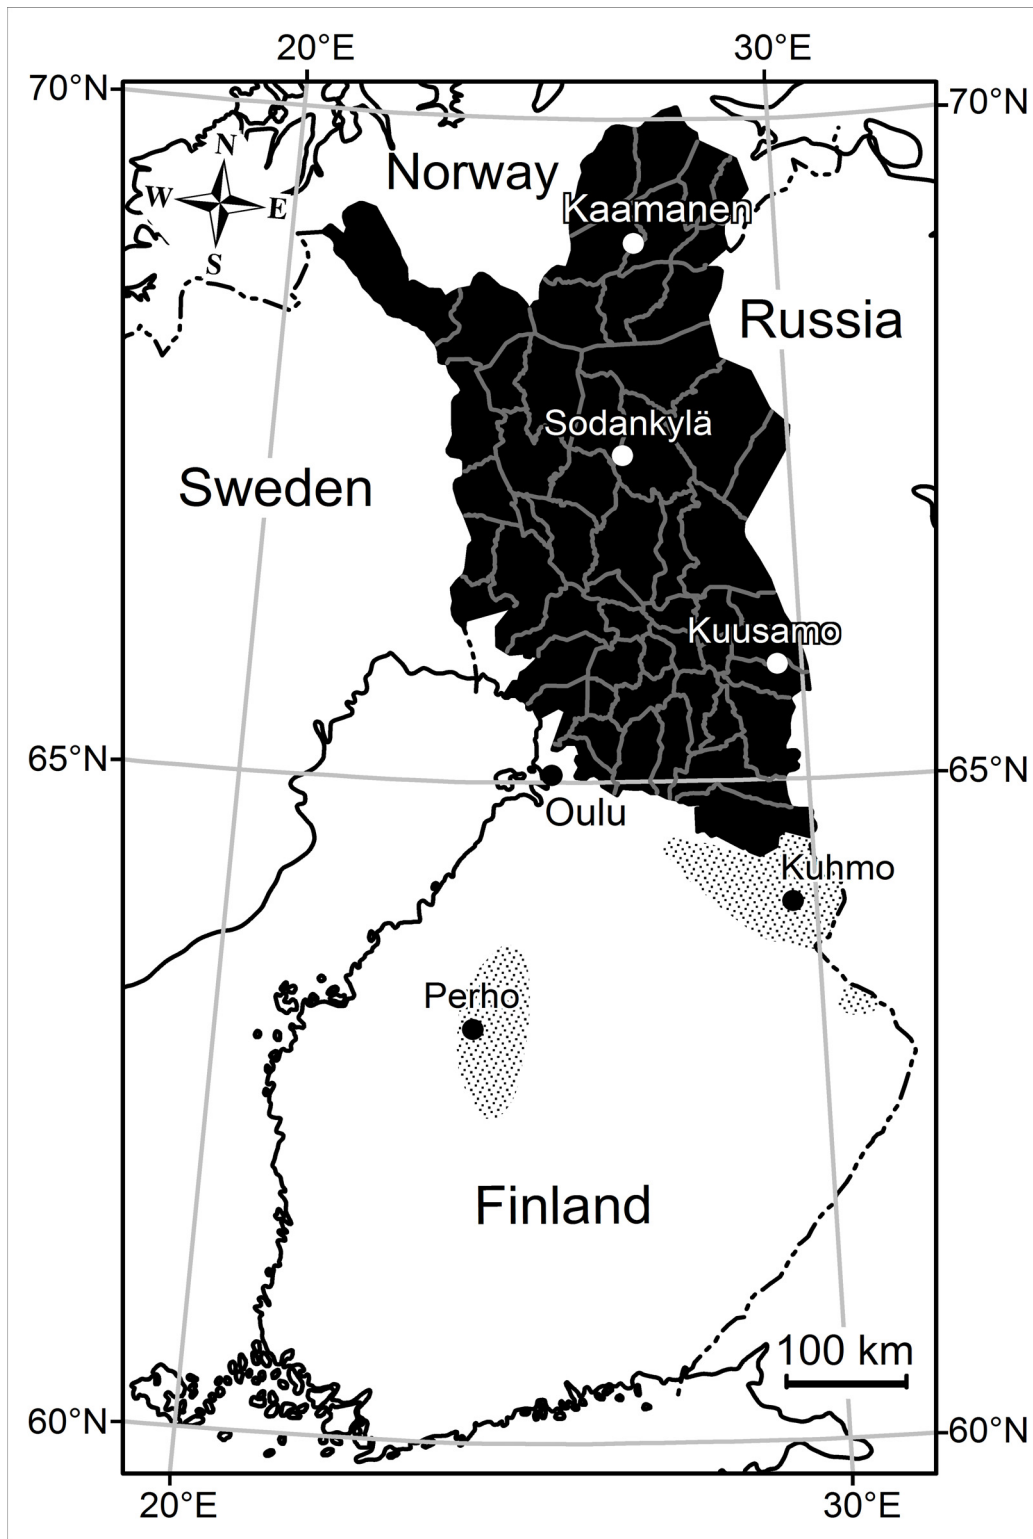 20°E 30°E
70°N 70°N
N
Norway
W E
Kaamanen
S
Russia
Sodankylä
Sweden
Kuusamo
65°N 65°N
Oulu
Kuhmo
Perho
Finland
100 km
60°N 60°N
20°E 30°E